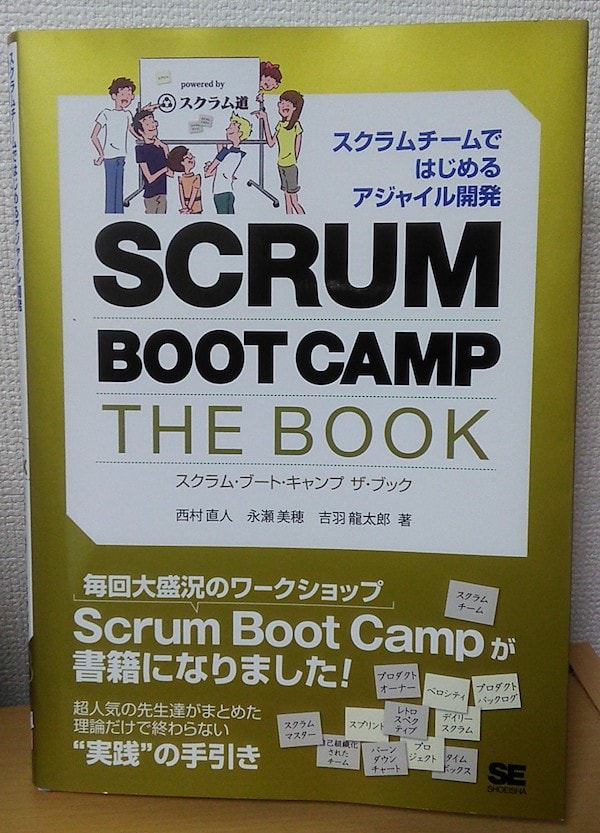 powered by
スクラム道
スクラムチームで
はじめる
アジャイル開発
SCRUM
BOOT CAMP
THE BOOK
スクラム・ブート・キャンプ ザ・ブック
西村 直人 永瀬 美穂 吉羽 龍太郎 著
毎回大盛況のワークショップ
Scrum Boot Campが
書籍になりました!
超人気の先生達がまとめた
理論だけで終わらない
“実践”の手引き
スクラム
チーム
プロダクト
オーナー
ベロシティ
プロダクト
バックログ
スクラム
マスター
スプリント
レトロ
スペク
ティブ
デイリー
スクラム
自己組織化
されたチーム
バーン
ダウン
チャート
プロ
ジェクト
タイム
ボックス
SE
SHOEISHA